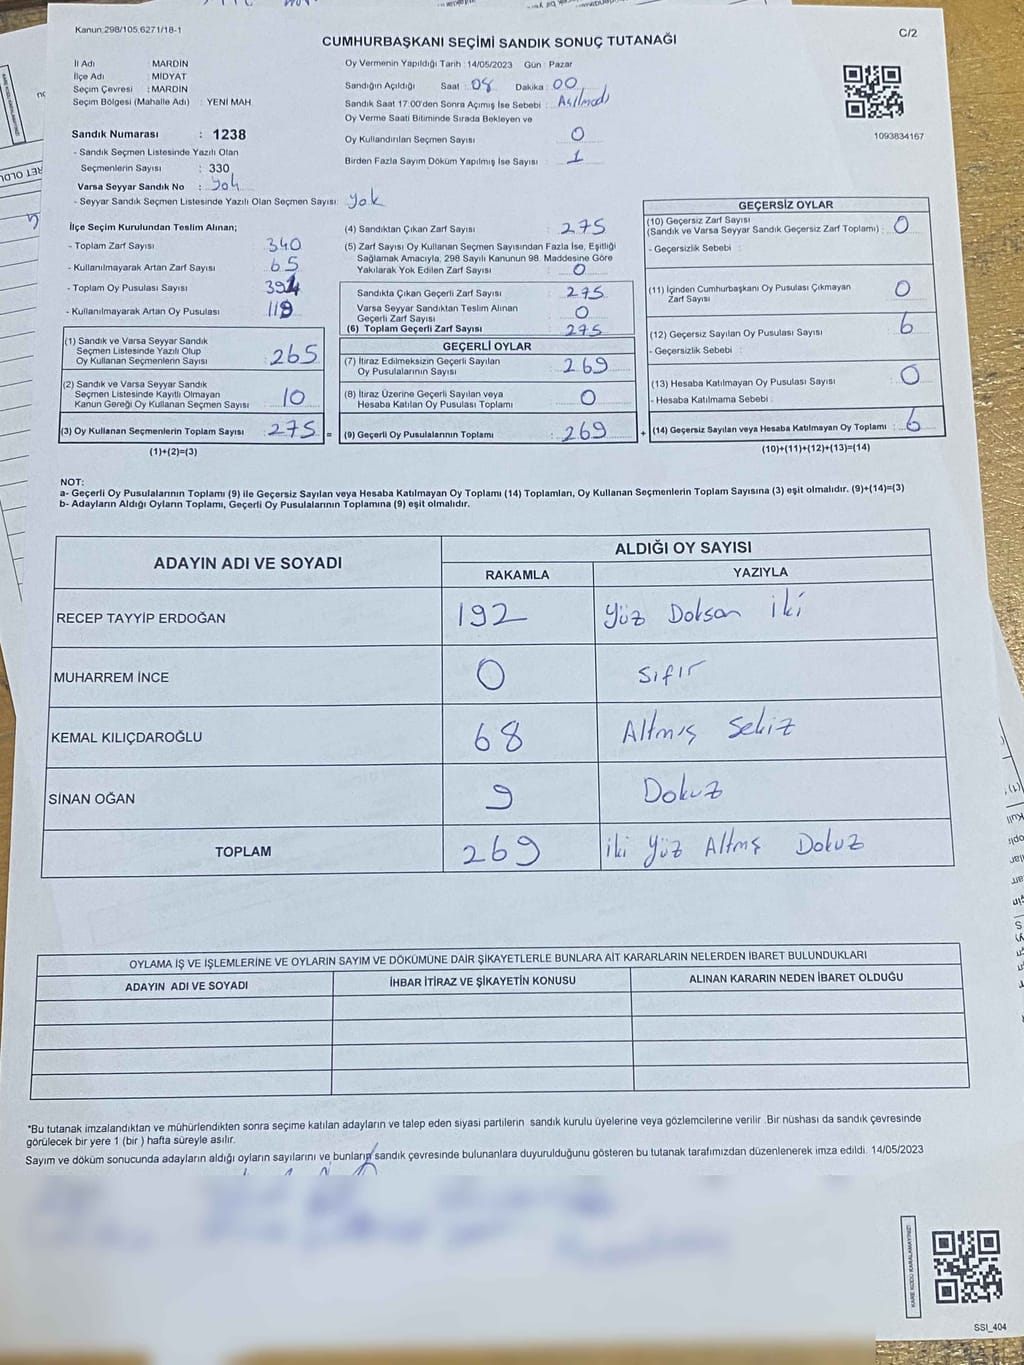 Kanun:298/105,6271/18-1
C/2
CUMHURBAŞKANI SEÇİMİ SANDIK SONUÇ TUTANAĞI
İl Adı : MARDİN
İlçe Adı : MİDYAT
Seçim Çevresi : MARDİN
Seçim Bölgesi (Mahalle Adı) : YENİ MAH.
Sandık Numarası : 1238
- Sandık Seçmen Listesinde Yazılı Olan
Seçmenlerin Sayısı : 330
Varsa Seyyar Sandık No : Yok
- Seyyar Sandık Seçmen Listesinde Yazılı Olan Seçmen Sayısı : Yok
Oy Vermenin Yapıldığı Tarih :14/05/2023 Gün : Pazar
Sandığın Açıldığı Saat : 08 Dakika : 00
Sandık Saat 17:00'den Sonra Açımış İse Sebebi : Asılmadı
Oy Verme Saati Bitiminde Sırada Bekleyen ve
Oy Kullandırılan Seçmen Sayısı : 0
Birden Fazla Sayım Döküm Yapılmış İse Sayısı : 1
1093834167
İlçe Seçim Kurulundan Teslim Alınan;
- Toplam Zarf Sayısı : 340
- Kullanılmayarak Artan Zarf Sayısı : 65
- Toplam Oy Pusulası Sayısı : 394
- Kullanılmayarak Artan Oy Pusulası : 119
(1) Sandık ve Varsa Seyyar Sandık
Seçmen Listesinde Yazılı Olup
Oy Kullanan Seçmenlerin Sayısı : 265
(2) Sandık ve Varsa Seyyar Sandık
Seçmen Listesinde Kayıtlı Olmayan
Kanun Gereği Oy Kullanan Seçmen Sayısı : 10
(3) Oy Kullanan Seçmenlerin Toplam Sayısı : 275 =
(1)+(2)=(3)
(4) Sandıktan Çıkan Zarf Sayısı : 275
(5) Zarf Sayısı Oy Kullanan Seçmen Sayısından Fazla İse, Eşitliği
Sağlamak Amacıyla, 298 Sayılı Kanunun 98. Maddesine Göre
Yakılarak Yok Edilen Zarf Sayısı : 0
Sandıkta Çıkan Geçerli Zarf Sayısı : 275
Varsa Seyyar Sandıktan Teslim Alınan
Geçerli Zarf Sayısı : 0
(6) Toplam Geçerli Zarf Sayısı : 275
GEÇERLİ OYLAR
(7) İtiraz Edilmeksizin Geçerli Sayılan
Oy Pusulalarının Sayısı : 269
(8) İtiraz Üzerine Geçerli Sayılan veya
Hesaba Katılan Oy Pusulası Toplamı : 0
(9) Geçerli Oy Pusulalarının Toplamı : 269 +
GEÇERSİZ OYLAR
(10) Geçersiz Zarf Sayısı
(Sandık ve Varsa Seyyar Sandık Geçersiz Zarf Toplamı) : 0
- Geçersizlik Sebebi :
(11) İçinden Cumhurbaşkanı Oy Pusulası Çıkmayan
Zarf Sayısı : 0
(12) Geçersiz Sayılan Oy Pusulası Sayısı : 6
- Geçersizlik Sebebi :
(13) Hesaba Katılmayan Oy Pusulası Sayısı : 0
- Hesaba Katılmama Sebebi :
(14) Geçersiz Sayılan veya Hesaba Katılmayan Oy Toplamı : 6
(10)+(11)+(12)+(13)=(14)
NOT:
a- Geçerli Oy Pusulalarının Toplamı (9) ile Geçersiz Sayılan veya Hesaba Katılmayan Oy Toplamı (14) Toplamları, Oy Kullanan Seçmenlerin Toplam Sayısına (3) eşit olmalıdır. (9)+(14)=(3)
b- Adayların Aldığı Oyların Toplamı, Geçerli Oy Pusulalarının Toplamına (9) eşit olmalıdır.
ADAYIN ADI VE SOYADI
ALDIĞI OY SAYISI
RAKAMLA YAZIYLA
RECEP TAYYİP ERDOĞAN 192 Yüz Doksan iki
MUHARREM İNCE 0 Sıfır
KEMAL KILIÇDAROĞLU 68 Altmış Sekiz
SİNAN OĞAN 9 Dokuz
TOPLAM 269 iki Yüz Altmş Dokuz
OYLAMA İŞ VE İŞLEMLERİNE VE OYLARIN SAYIM VE DÖKÜMÜNE DAİR ŞİKAYETLERLE BUNLARA AİT KARARLARIN NELERDEN İBARET BULUNDUKLARI
ADAYIN ADI VE SOYADI İHBAR İTİRAZ VE ŞİKAYETİN KONUSU ALINAN KARARIN NEDEN İBARET OLDUĞU
*Bu tutanak imzalandıktan ve mühürlendikten sonra seçime katılan adayların ve talep eden siyasi partilerin sandık kurulu üyelerine veya gözlemcilerine verilir .Bir nüshası da sandık çevresinde
görülecek bir yere 1 (bir ) hafta süreyle asılır.
Sayım ve döküm sonucunda adayların aldığı oyların sayılarını ve bunların sandık çevresinde bulunanlara duyurulduğunu gösteren bu tutanak tarafımızdan düzenlenerek imza edildi. 14/05/2023
KARE KODU KARALAMAYINIZ!
SSI_404